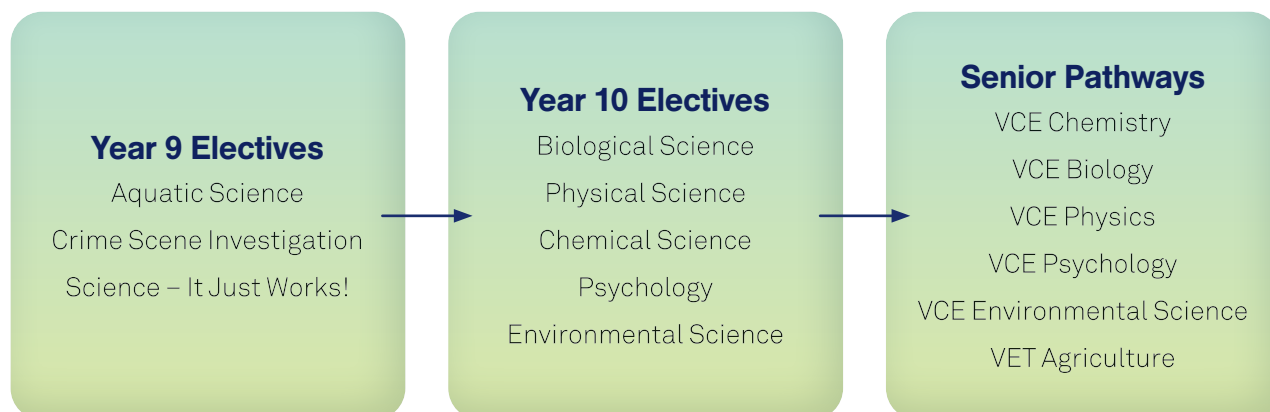 Year 9 Electives
Aquatic Science
Crime Scene Investigation
Science – It Just Works!
Year 10 Electives
Biological Science
Physical Science
Chemical Science
Psychology
Environmental Science
Senior Pathways
VCE Chemistry
VCE Biology
VCE Physics
VCE Psychology
VCE Environmental Science
VET Agriculture